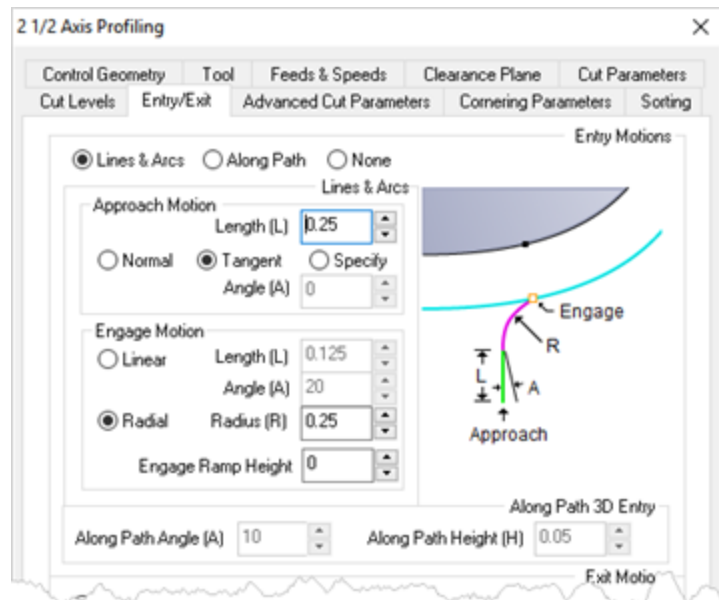 2 1/2 Axis Profiling
Control Geometry Tool Feeds & Speeds Clearance Plane Cut Parameters
Cut Levels Entry/Exit Advanced Cut Parameters Cornering Parameters Sorting
Entry Motions
Lines & Arcs Along Path None
Lines & Arcs
Approach Motion
Length (L) 0.25
Normal Tangent Specify
Angle (A) 0
Engage Motion
Linear Length (L) 0.125
Angle (A) 20
Radial Radius (R) 0.25
Engage Ramp Height 0
Engage
R
L
A
Approach
Along Path 3D Entry
Along Path Angle (A) 10 Along Path Height (H) 0.05
Exit Motio